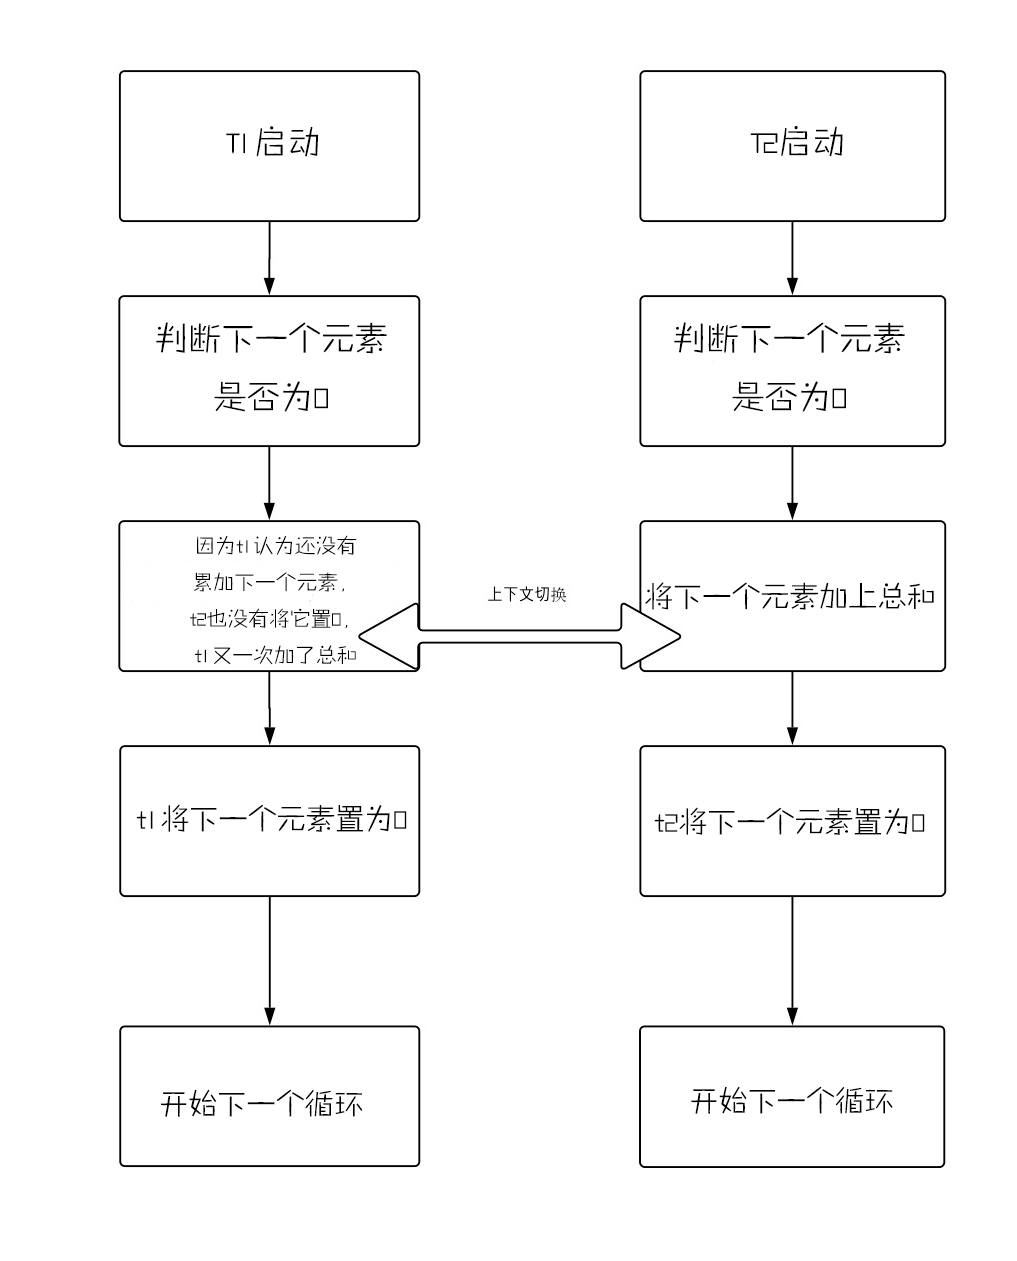 T1启动
判断下一个元素
是否为0
因为t1认为还没有
累加下一个元素，
t2也没有将它置0，
t1又一次加了总和
t1将下一个元素置为0
开始下一个循环
上下文切换
T2启动
判断下一个元素
是否为0
将下一个元素加上总和
t2将下一个元素置为0
开始下一个循环